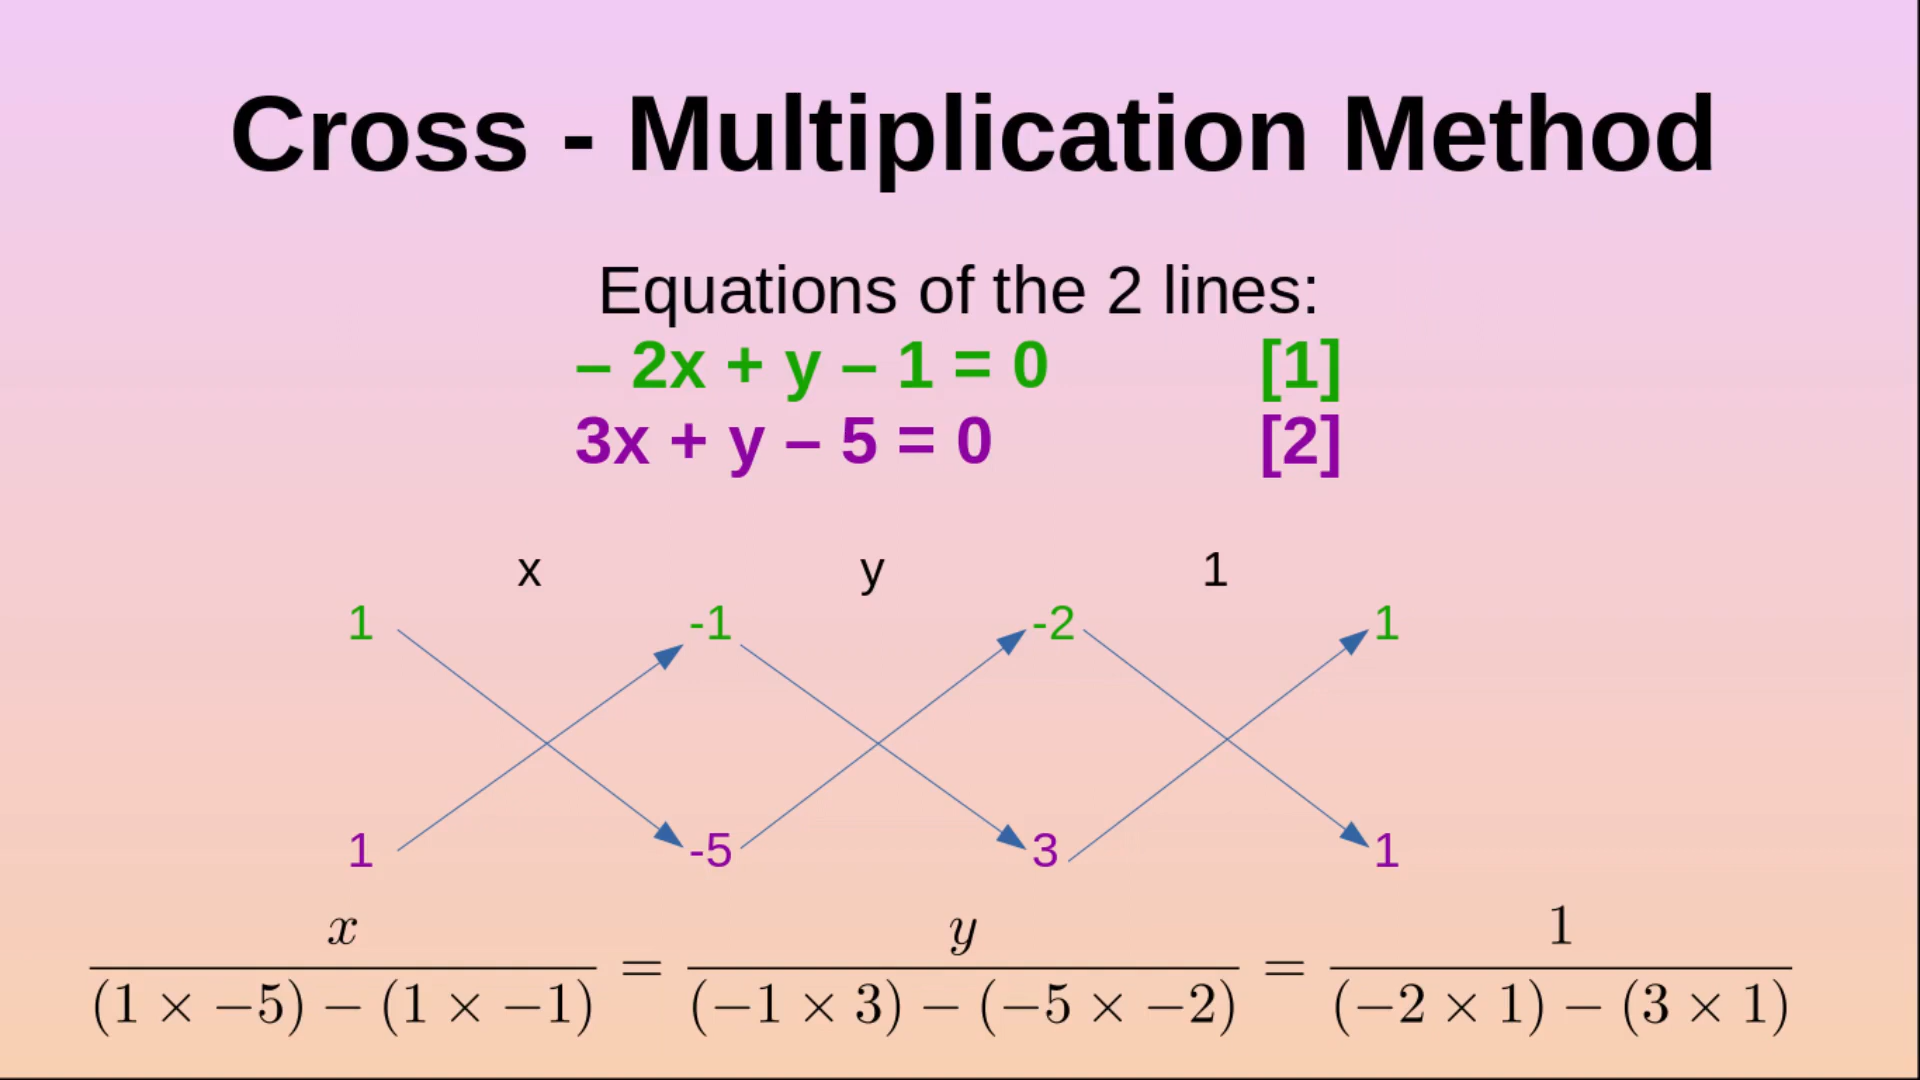 Cross - Multiplication Method
Equations of the 2 lines:
– 2x + y – 1 = 0 [1]
3x + y – 5 = 0 [2]
x y 1
1 -1 -2 1
1 -5 3 1
x y 1
= =
(1 × −5) − (1 × −1) (−1 × 3) − (−5 × −2) (−2 × 1) − (3 × 1)